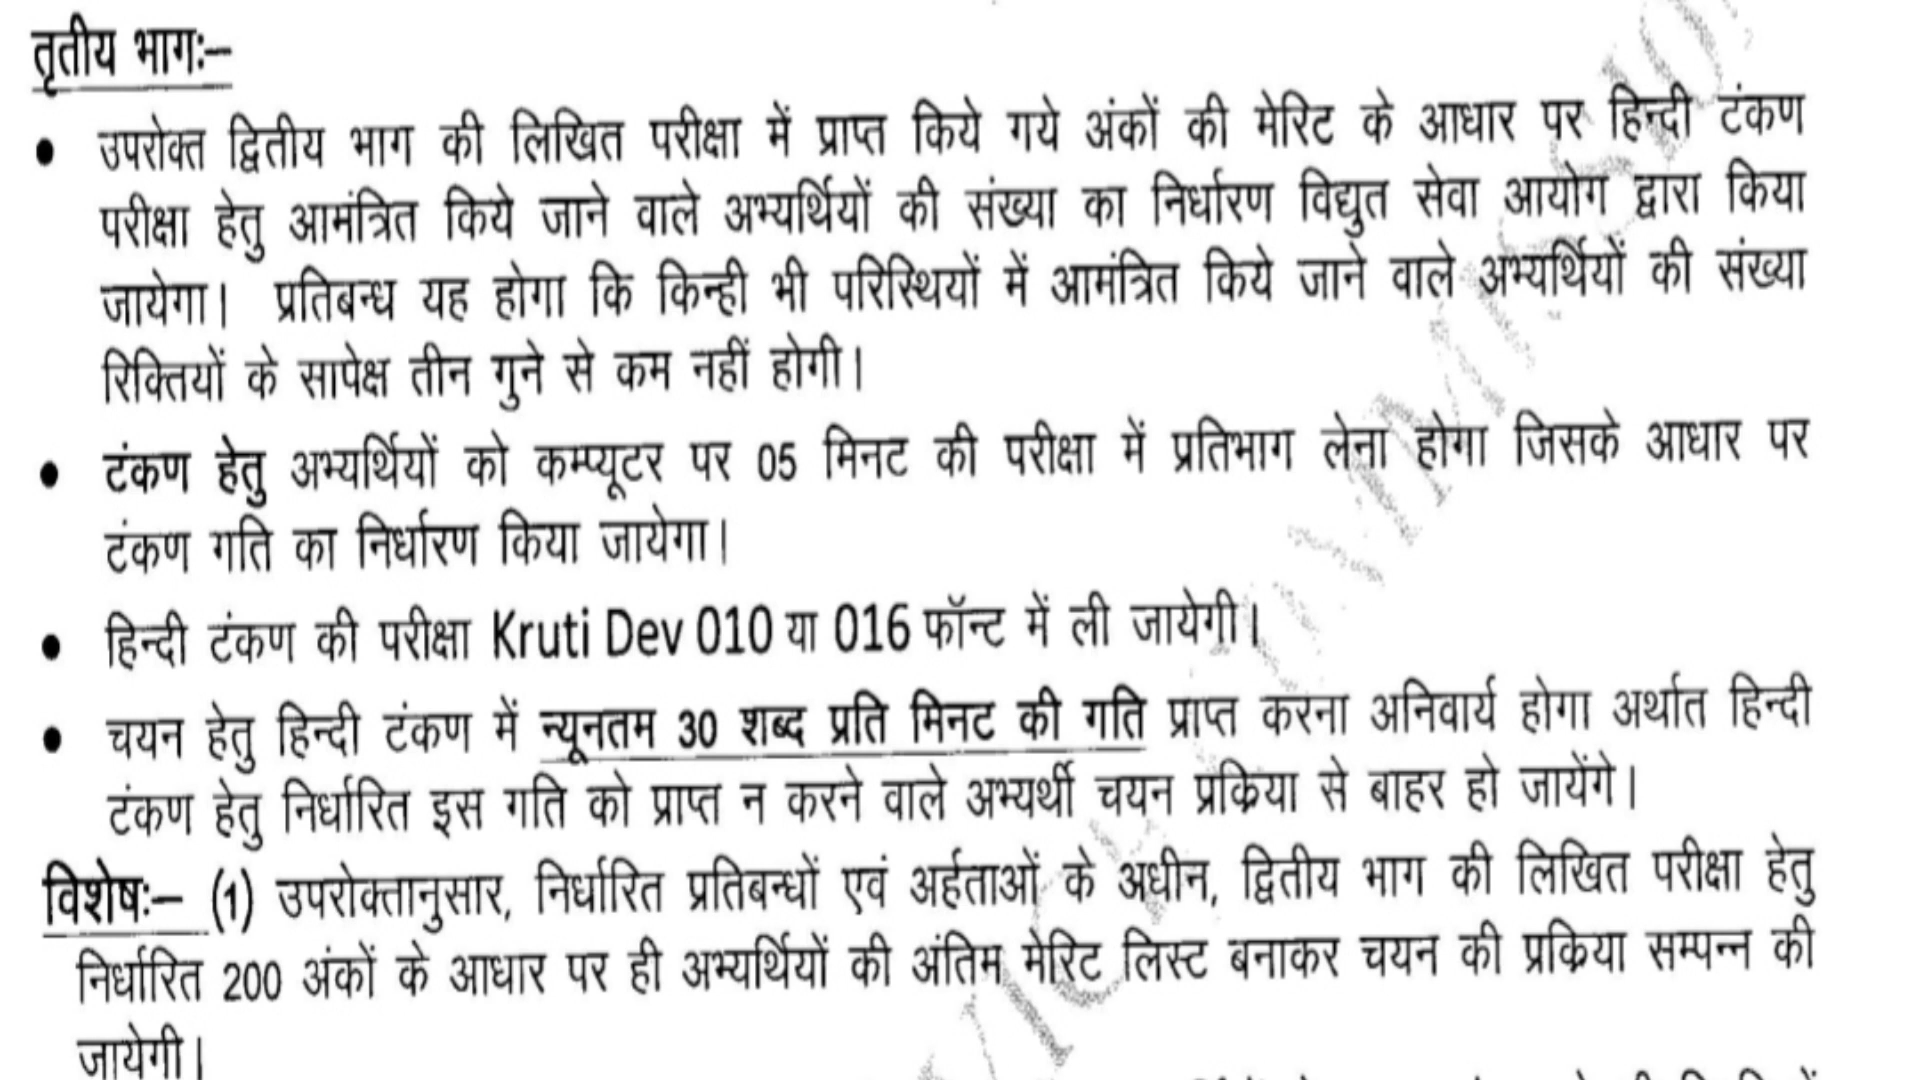 तृतीय भागः–
• उपरोक्त द्वितीय भाग की लिखित परीक्षा में प्राप्त किये गये अंकों की मेरिट के आधार पर हिन्दी टंकण
परीक्षा हेतु आमंत्रित किये जाने वाले अभ्यर्थियों की संख्या का निर्धारण विद्युत सेवा आयोग द्वारा किया
जायेगा। प्रतिबन्ध यह होगा कि किन्ही भी परिस्थियों में आमंत्रित किये जाने वाले अभ्यर्थियों की संख्या
रिक्तियों के सापेक्ष तीन गुने से कम नहीं होगी।
• टंकण हेतु अभ्यर्थियों को कम्प्यूटर पर 05 मिनट की परीक्षा में प्रतिभाग लेना होगा जिसके आधार पर
टंकण गति का निर्धारण किया जायेगा।
• हिन्दी टंकण की परीक्षा Kruti Dev 010 या 016 फॉन्ट में ली जायेगी।
• चयन हेतु हिन्दी टंकण में न्यूनतम 30 शब्द प्रति मिनट की गति प्राप्त करना अनिवार्य होगा अर्थात हिन्दी
टंकण हेतु निर्धारित इस गति को प्राप्त न करने वाले अभ्यर्थी चयन प्रक्रिया से बाहर हो जायेंगे।
विशेषः– (1) उपरोक्तानुसार, निर्धारित प्रतिबन्धों एवं अर्हताओं के अधीन, द्वितीय भाग की लिखित परीक्षा हेतु
निर्धारित 200 अंकों के आधार पर ही अभ्यर्थियों की अंतिम मेरिट लिस्ट बनाकर चयन की प्रक्रिया सम्पन्न की
जायेगी।